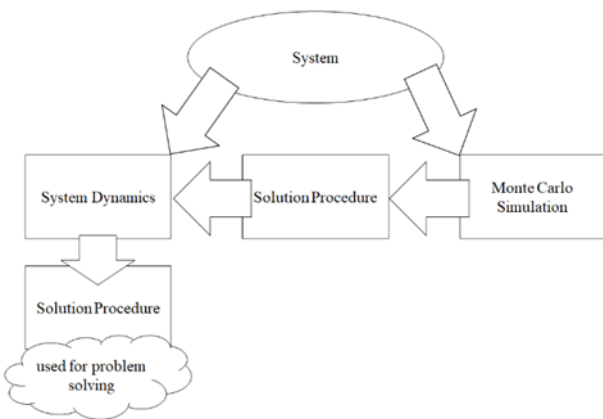 System
System Dynamics
Solution Procedure
Monte Carlo
Simulation
Solution Procedure
used for problem
solving